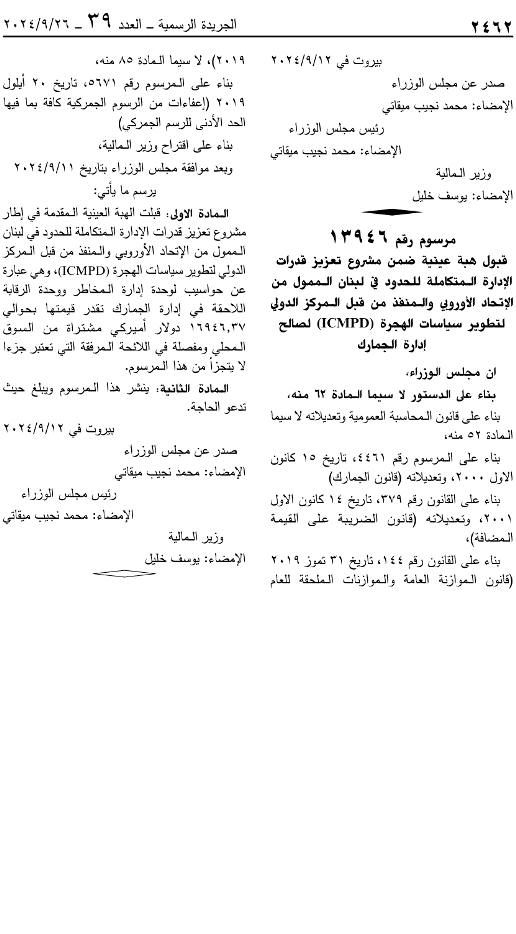 ٢٤٦٢
الجريدة الرسمية ـ العدد ٣٩ ـ ٢٠٢٤/٩/٢٦
بيروت في ٢٠٢٤/٩/١٢
صدر عن مجلس الوزراء
الإمضاء: محمد نجيب ميقاتي
رئيس مجلس الوزراء
الإمضاء: محمد نجيب ميقاتي
وزير المالية
الإمضاء: يوسف خليل
مرسوم رقم ١٣٩٤٦
قبول هبة عينية ضمن مشروع تعزيز قدرات
الإدارة المتكاملة للحدود في لبنان الممول من
الإتحاد الأوروبي والمنفذ من قبل المركز الدولي
لتطوير سياسات الهجرة (ICMPD) لصالح
إدارة الجمارك
ان مجلس الوزراء،
بناء على الدستور لا سيما المادة ٦٢ منه،
بناء على قانون المحاسبة العمومية وتعديلاته لا سيما
المادة ٥٢ منه،
بناء على المرسوم رقم ٤٤٦١، تاريخ ١٥ كانون
الاول ٢٠٠٠، وتعديلاته (قانون الجمارك)
بناء على القانون رقم ٣٧٩، تاريخ ١٤ كانون الاول
٢٠٠١، وتعديلاته (قانون الضريبة على القيمة
المضافة)،
بناء على القانون رقم ١٤٤، تاريخ ٣١ تموز ٢٠١٩
(قانون الموازنة العامة والموازنات الملحقة للعام
٢٠١٩)، لا سيما المادة ٨٥ منه،
بناء على المرسوم رقم ٥٦٧١، تاريخ ٢٠ أيلول
٢٠١٩ (إعفاءات من الرسوم الجمركية كافة بما فيها
الحد الأدنى للرسم الجمركي)
بناء على اقتراح وزير المالية،
وبعد موافقة مجلس الوزراء بتاريخ ٢٠٢٤/٩/١١
يرسم ما يأتي:
المادة الاولى: قبلت الهبة العينية المقدمة في إطار
مشروع تعزيز قدرات الإدارة المتكاملة للحدود في لبنان
الممول من الإتحاد الأوروبي والمنفذ من قبل المركز
الدولي لتطوير سياسات الهجرة (ICMPD)، وهي عبارة
عن حواسيب لوحدة إدارة المخاطر ووحدة الرقابة
اللاحقة في إدارة الجمارك تقدر قيمتها بحوالي
١٦٩٤٦,٣٧ دولار أميركي مشتراة من السوق
المحلي ومفصلة في اللائحة المرفقة التي تعتبر جزءا
لا يتجزأ من هذا المرسوم.
المادة الثانية: ينشر هذا المرسوم ويبلغ حيث
تدعو الحاجة.
بيروت في ٢٠٢٤/٩/١٢
صدر عن مجلس الوزراء
الإمضاء: محمد نجيب ميقاتي
رئيس مجلس الوزراء
الإمضاء: محمد نجيب ميقاتي
وزير المالية
الإمضاء: يوسف خليل